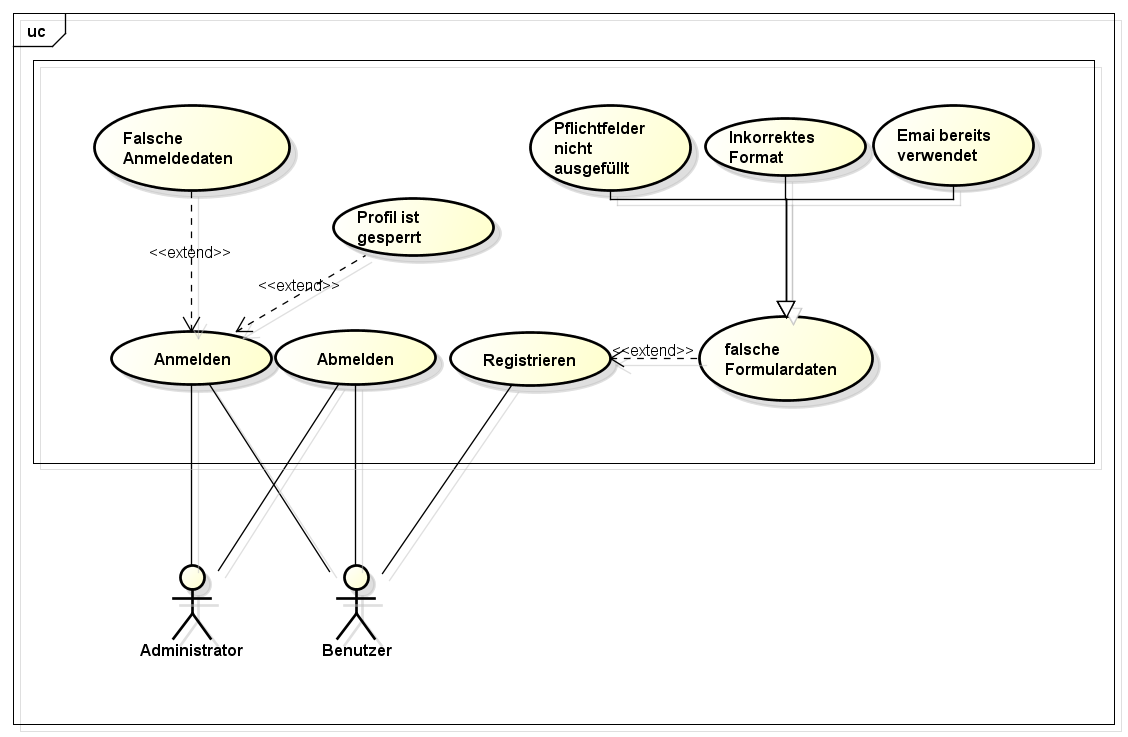 uc
Falsche
Anmeldedaten
Pflichtfelder
nicht
ausgefüllt
Inkorrektes
Format
Emai bereits
verwendet
Profil ist
gesperrt
<<extend>>
<<extend>>
Anmelden
Abmelden
Registrieren
<<extend>>
falsche
Formulardaten
Administrator
Benutzer